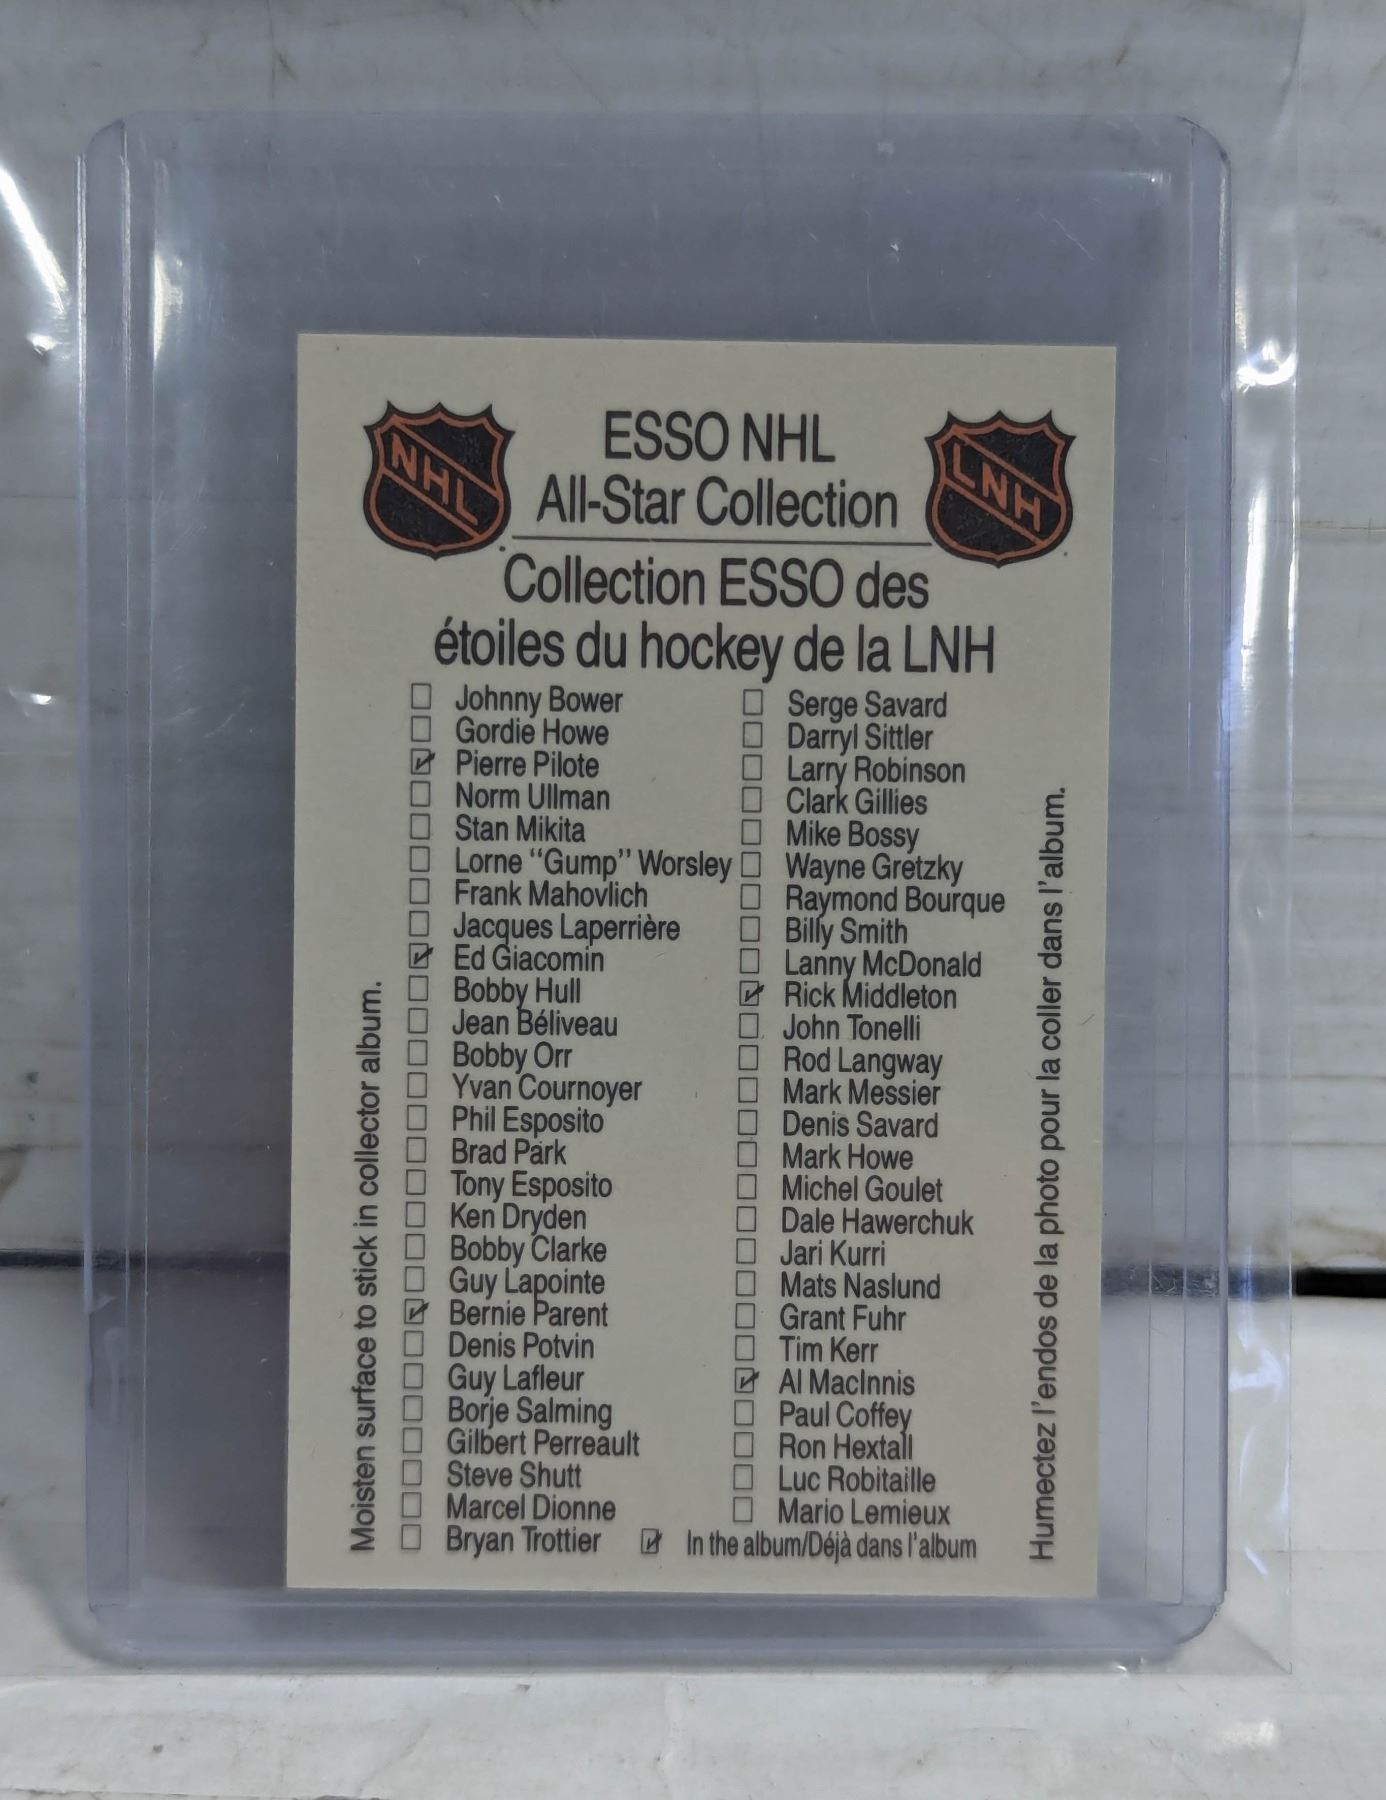 NHL
ESSO NHL
All-Star Collection
LNH
Collection ESSO des
étoiles du hockey de la LNH
Johnny Bower
Gordie Howe
Pierre Pilote
Norm Ullman
Stan Mikita
Lorne "Gump" Worsley
Frank Mahovlich
Jacques Laperrière
Ed Giacomin
Bobby Hull
Jean Béliveau
Bobby Orr
Yvan Cournoyer
Phil Esposito
Brad Park
Tony Esposito
Ken Dryden
Bobby Clarke
Guy Lapointe
Bernie Parent
Denis Potvin
Guy Lafleur
Borje Salming
Gilbert Perreault
Steve Shutt
Marcel Dionne
Bryan Trottier
Serge Savard
Darryl Sittler
Larry Robinson
Clark Gillies
Mike Bossy
Wayne Gretzky
Raymond Bourque
Billy Smith
Lanny McDonald
Rick Middleton
John Tonelli
Rod Langway
Mark Messier
Denis Savard
Mark Howe
Michel Goulet
Dale Hawerchuk
Jari Kurri
Mats Naslund
Grant Fuhr
Tim Kerr
Al MacInnis
Paul Coffey
Ron Hextall
Luc Robitaille
Mario Lemieux
In the album/Déjà dans l'album
Moisten surface to stick in collector album.
Humectez l'endos de la photo pour la coller dans l'album.